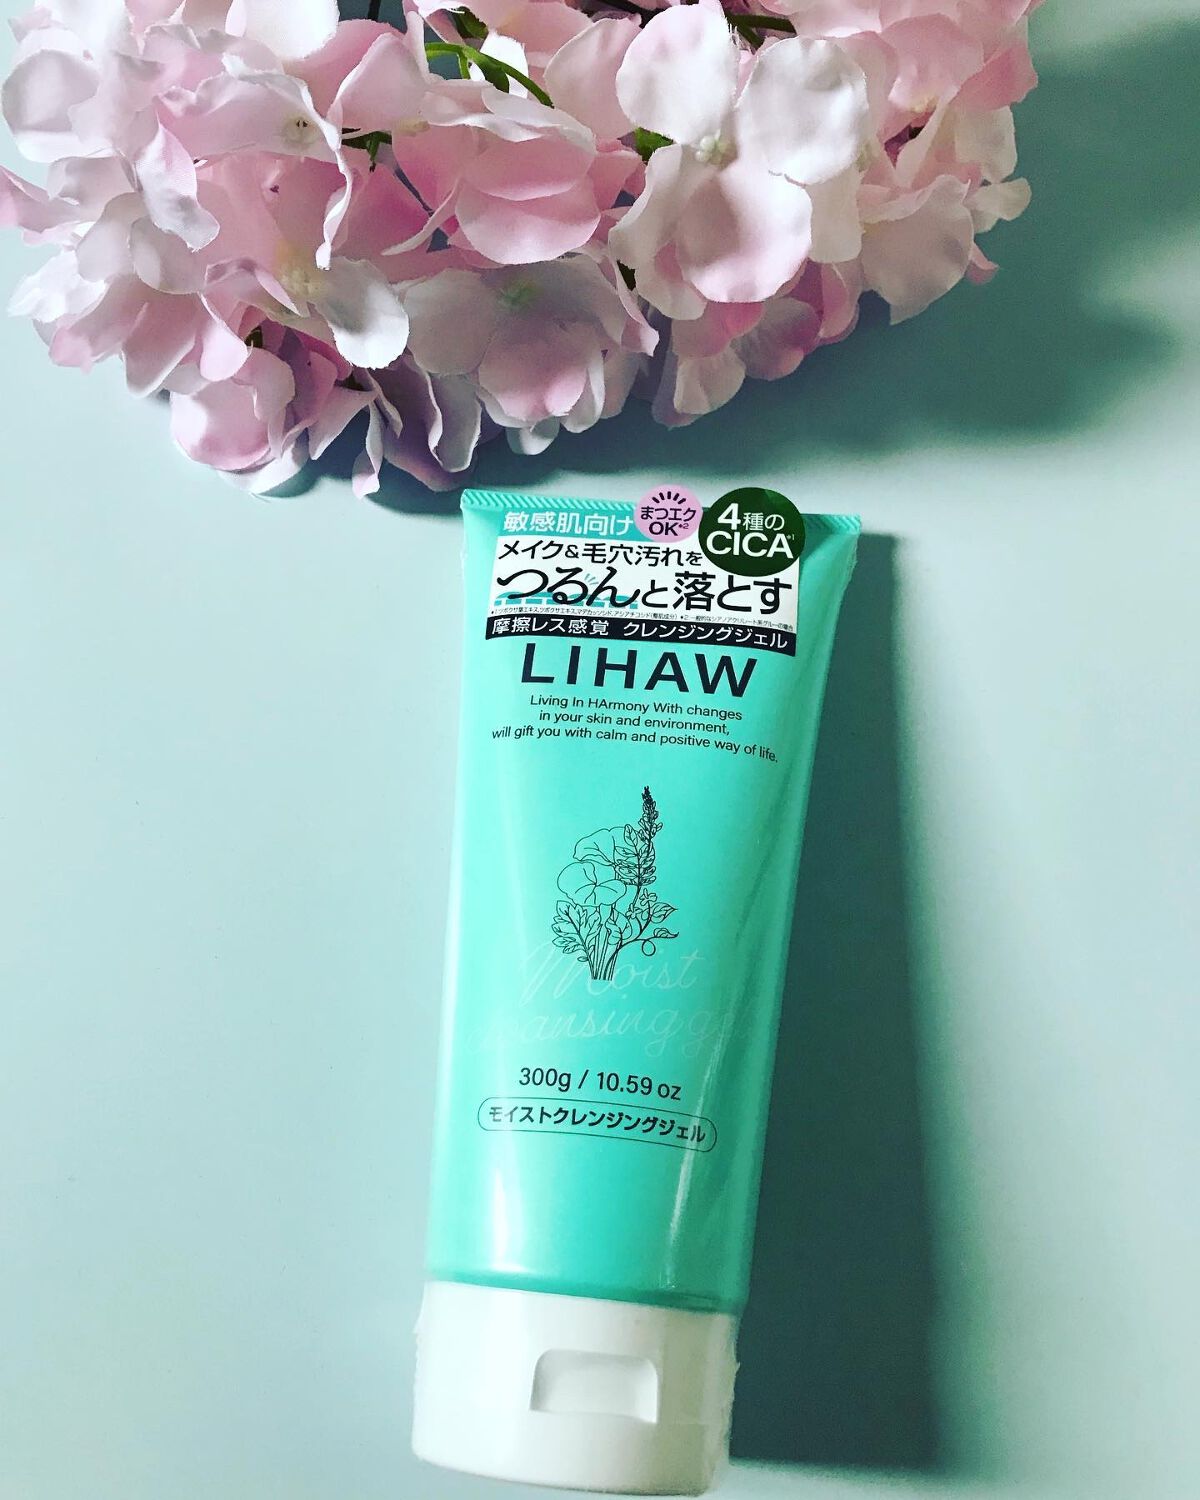 敏感肌向け
まつエク
OK*2
4種の
CICA*1
メイク&毛穴汚れを
つるんと落とす
摩擦レス感覚 クレンジングジェル
LIHAW
Living In HArmony With changes
in your skin and environment,
will gift you with calm and positive way of life.
Moist
cleansing gel
300g / 10.59 oz
モイストクレンジングジェル